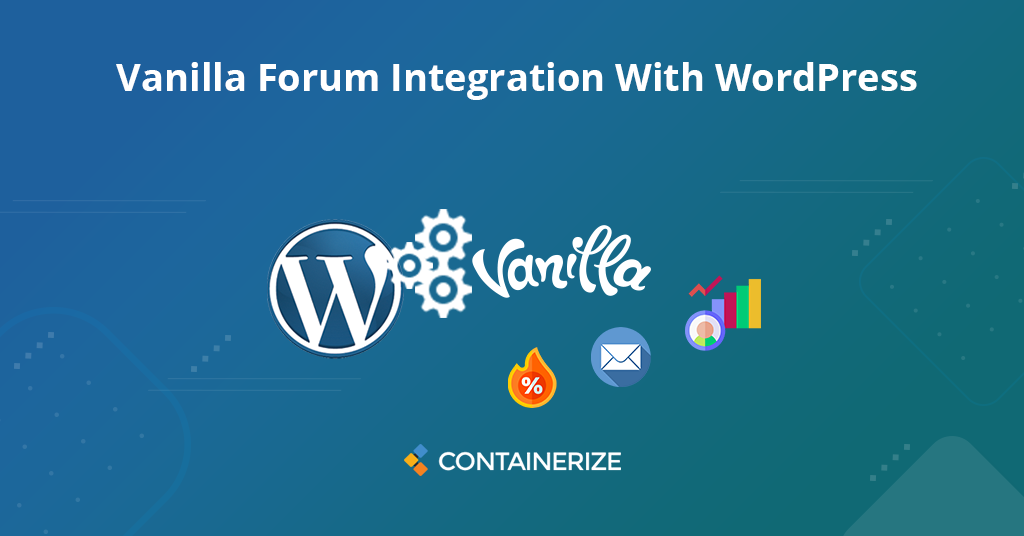 Vanilla Forum Integration With WordPress
W
Vanilla
%
CONTAINERIZE